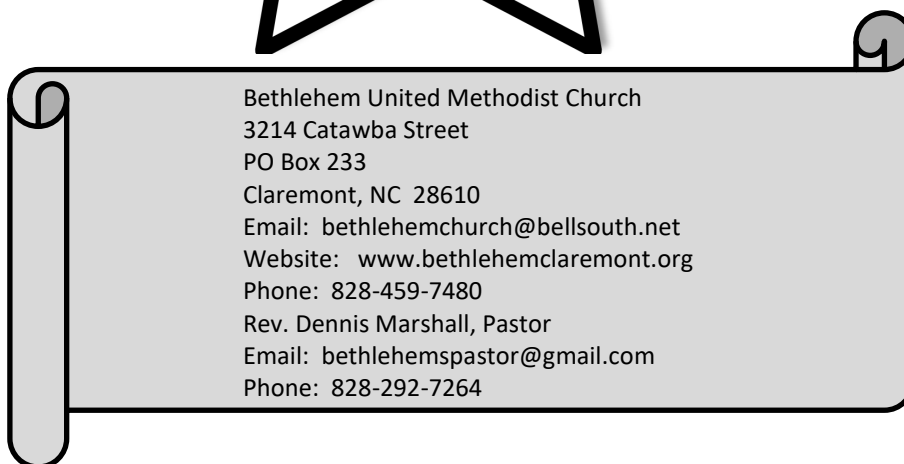 Bethlehem United Methodist Church
3214 Catawba Street
PO Box 233
Claremont, NC  28610
Email:  bethlehemchurch@bellsouth.net
Website:   www.bethlehemclaremont.org
Phone:  828-459-7480
Rev. Dennis Marshall, Pastor
Email:  bethlehemspastor@gmail.com
Phone:  828-292-7264